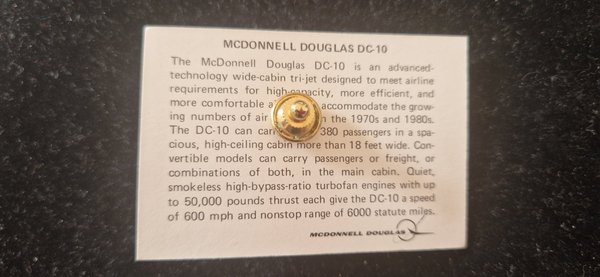 MCDONNELL DOUGLAS DC-10
The McDonnell Douglas DC-10 is an advanced-
technology wide-cabin tri-jet designed to meet airline
requirements for high-capacity, more efficient, and
more comfortable accommodate the grow-
ing numbers of air the 1970s and 1980s.
The DC-10 can 380 passengers in a spa-
cious, high-ceiling cabin more than 18 feet wide. Con-
vertible models can carry passengers or freight, or
combinations of both, in the main cabin. Quiet,
smokeless high-bypass-ratio turbofan engines with up
to 50,000 pounds thrust each give the DC-10 a speed
of 600 mph and nonstop range of 6000 statute miles.
MCDONNELL DOUGLAS